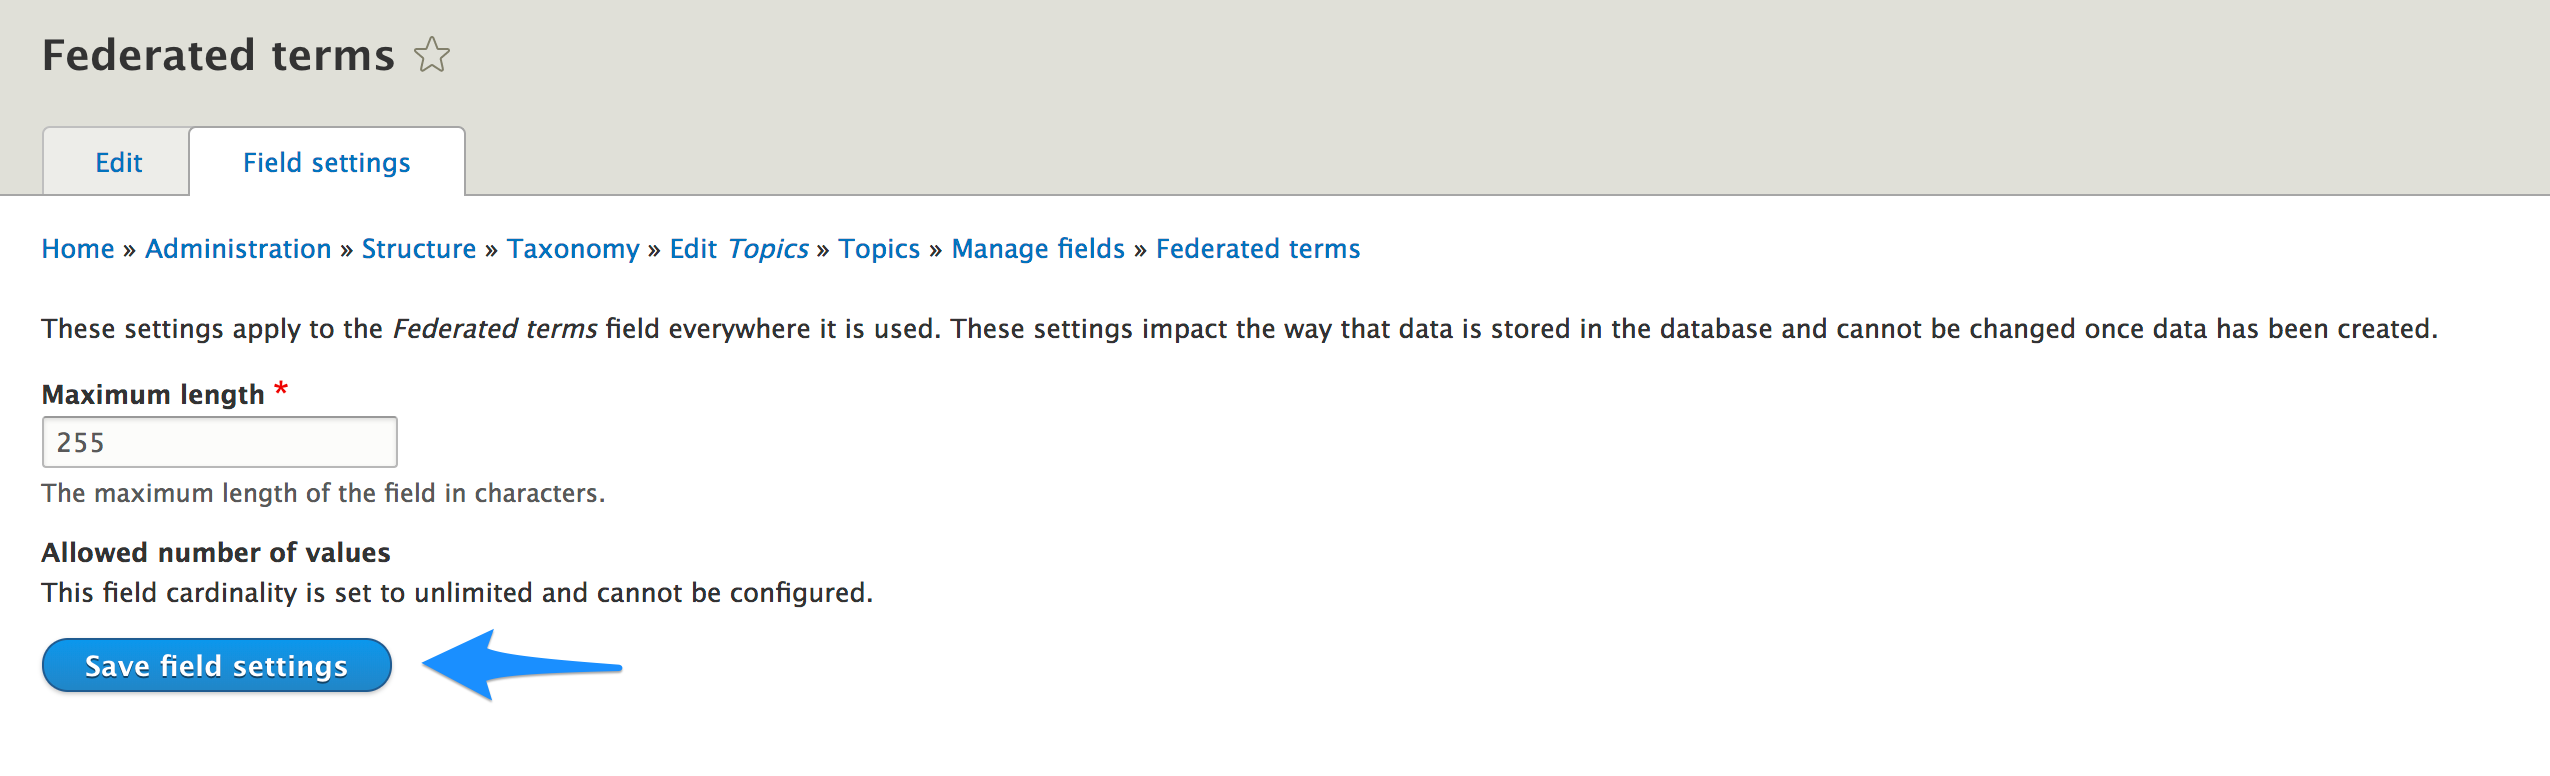 Federated terms
Edit
Field settings
Home » Administration » Structure » Taxonomy » Edit Topics » Topics » Manage fields » Federated terms
These settings apply to the Federated terms field everywhere it is used. These settings impact the way that data is stored in the database and cannot be changed once data has been created.
Maximum length *
255
The maximum length of the field in characters.
Allowed number of values
This field cardinality is set to unlimited and cannot be configured.
Save field settings